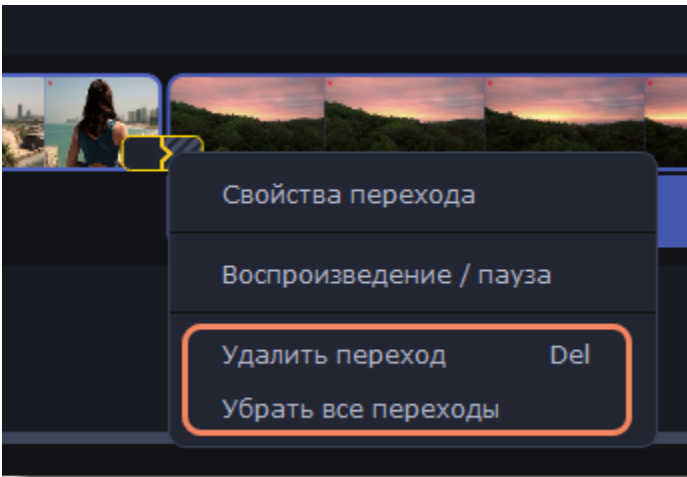 Свойства перехода
Воспроизведение / пауза
Удалить переход Del
Убрать все переходы